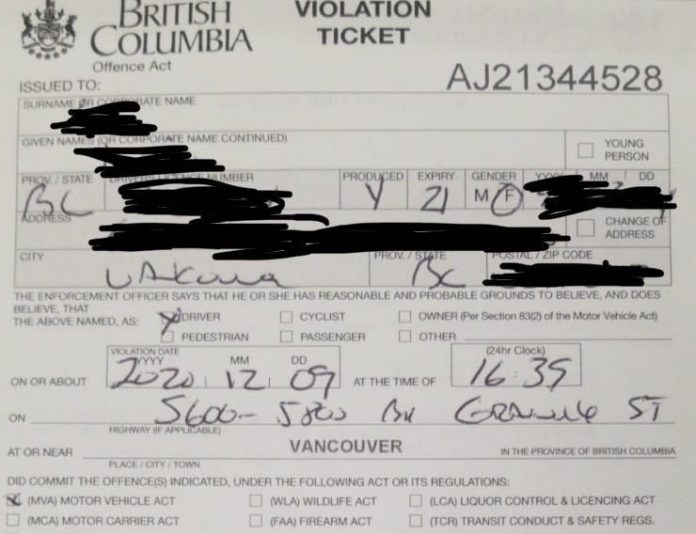 BRITISH COLUMBIA
Offence Act
VIOLATION TICKET
AJ21344528
ISSUED TO:
SURNAME OR CORPORATE NAME
GIVEN NAMES (OR CORPORATE NAME CONTINUED)
YOUNG PERSON
PROV. / STATE DRIVER'S LICENCE NUMBER PRODUCED EXPIRY GENDER MM DD
BC Y 21 M F
ADDRESS CHANGE OF ADDRESS
CITY PROV. / STATE POSTAL / ZIP CODE
BC
THE ENFORCEMENT OFFICER SAYS THAT HE OR SHE HAS REASONABLE AND PROBABLE GROUNDS TO BELIEVE, AND DOES
BELIEVE, THAT
THE ABOVE NAMED, AS: DRIVER CYCLIST OWNER (Per Section 83(2) of the Motor Vehicle Act)
PEDESTRIAN PASSENGER OTHER
VIOLATION DATE
YYYY MM DD (24hr Clock)
ON OR ABOUT 2020 12 09 AT THE TIME OF 16:35
ON 5600-5800 Blk GRANVILLE ST
HIGHWAY (IF APPLICABLE)
AT OR NEAR VANCOUVER IN THE PROVINCE OF BRITISH COLUMBIA
PLACE / CITY / TOWN
DID COMMIT THE OFFENCE(S) INDICATED, UNDER THE FOLLOWING ACT OR ITS REGULATIONS:
(MVA) MOTOR VEHICLE ACT (WLA) WILDLIFE ACT (LCA) LIQUOR CONTROL & LICENCING ACT
(MCA) MOTOR CARRIER ACT (FAA) FIREARM ACT (TCR) TRANSIT CONDUCT & SAFETY REGS.